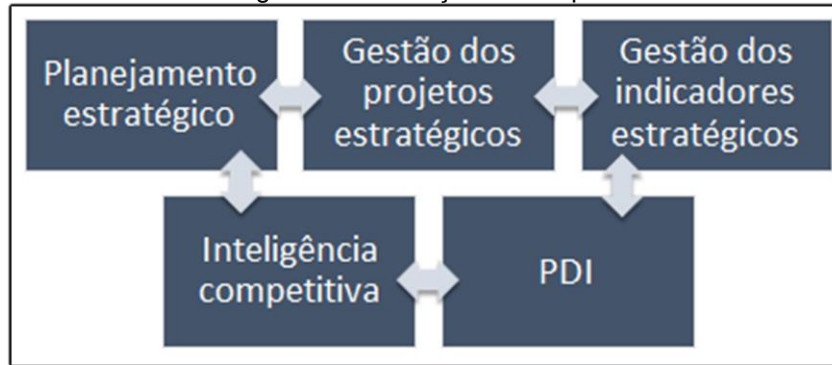 Planejamento
estratégico
Gestão dos
projetos
estratégicos
Gestão dos
indicadores
estratégicos
Inteligência
competitiva
PDI